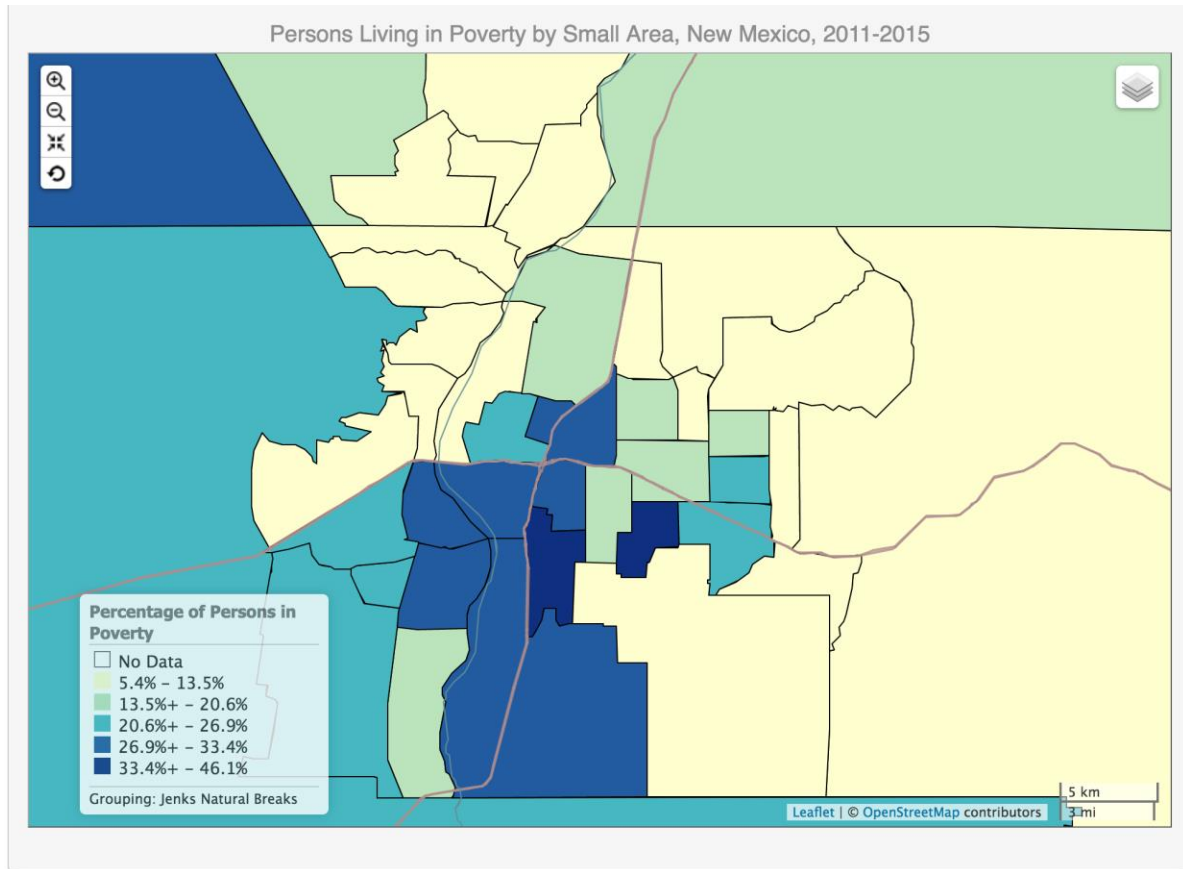 Persons Living in Poverty by Small Area, New Mexico, 2011-2015
Percentage of Persons in
Poverty
No Data
5.4% - 13.5%
13.5%+ - 20.6%
20.6%+ - 26.9%
26.9%+ - 33.4%
33.4%+ - 46.1%
Grouping: Jenks Natural Breaks
5 km
3 mi
Leaflet | © OpenStreetMap contributors